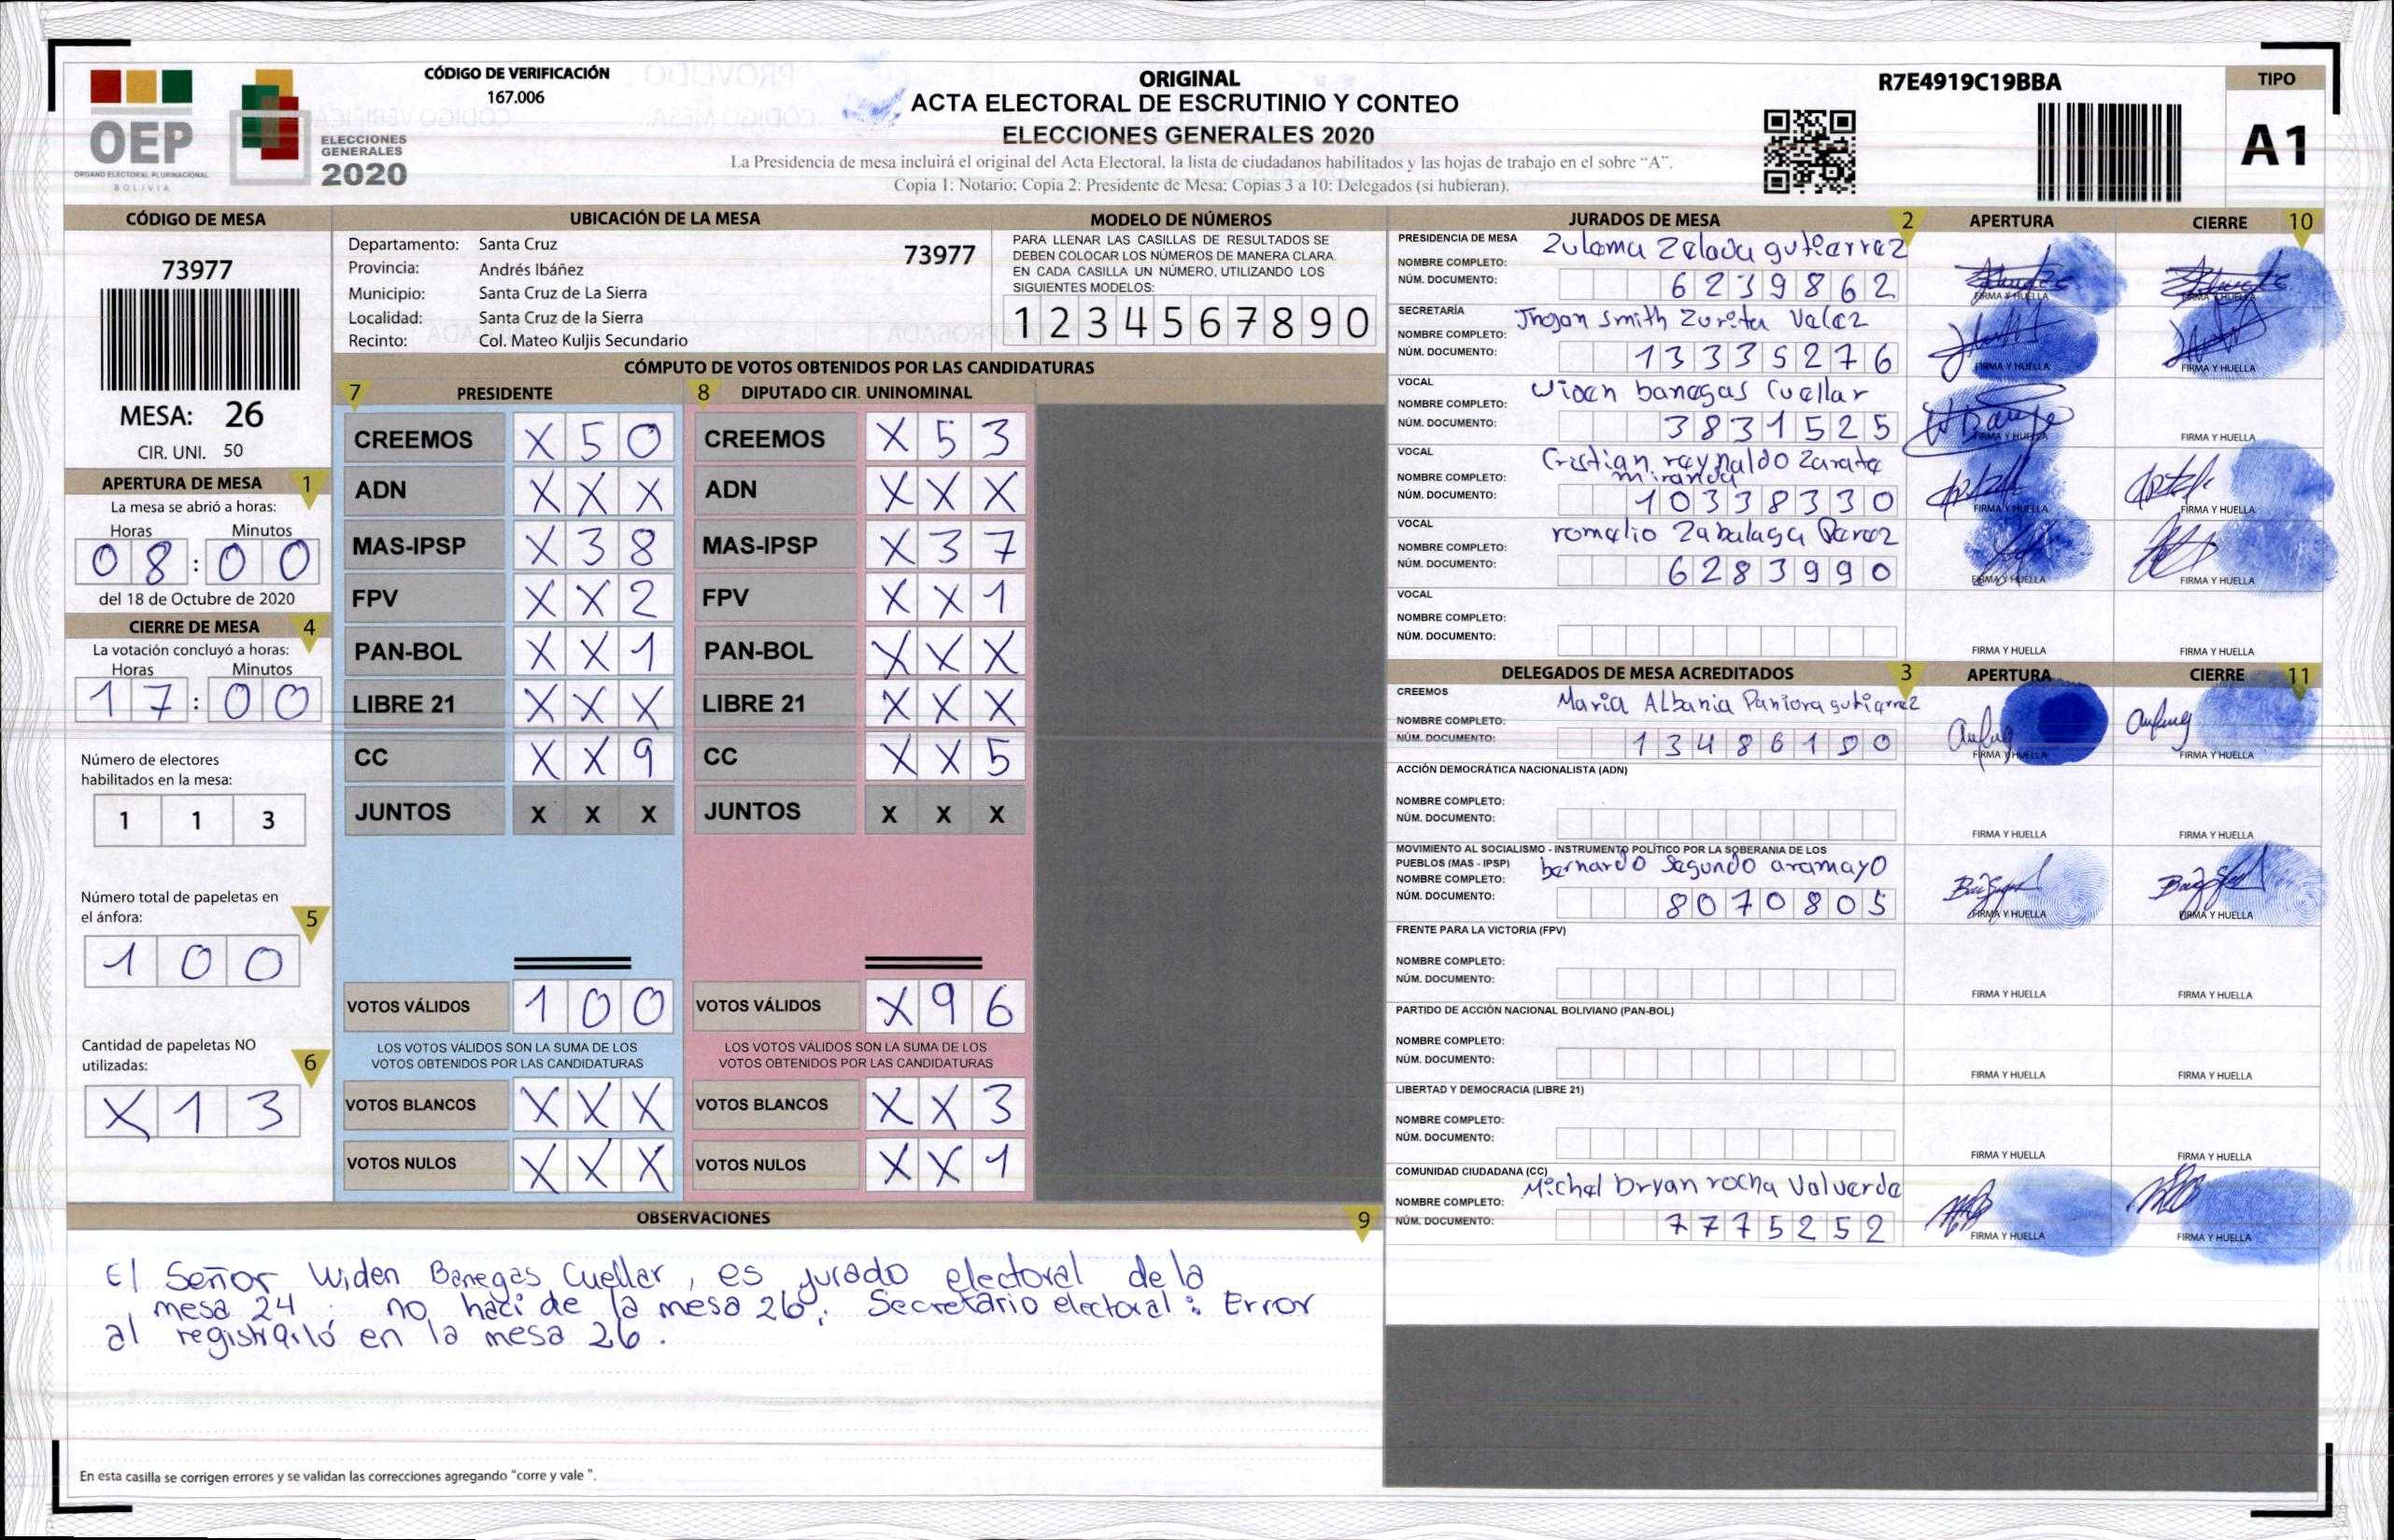 CÓDIGO DE VERIFICACIÓN
167.006
ORIGINAL
ACTA ELECTORAL DE ESCRUTINIO Y CONTEO
ELECCIONES GENERALES 2020
La Presidencia de mesa incluirá el original del Acta Electoral, la lista de ciudadanos habilitados y las hojas de trabajo en el sobre “A”.
Copia 1: Notario; Copia 2: Presidente de Mesa; Copias 3 a 10: Delegados (si hubieran).
R7E4919C19BBA
TIPO
A1
OEP
ÓRGANO ELECTORAL PLURINACIONAL
BOLIVIA
ELECCIONES
GENERALES
2020
CÓDIGO DE MESA
73977
MESA: 26
CIR. UNI. 50
APERTURA DE MESA 1
La mesa se abrió a horas:
Horas Minutos
08:00
del 18 de Octubre de 2020
CIERRE DE MESA 4
La votación concluyó a horas:
Horas Minutos
17:00
Número de electores
habilitados en la mesa:
1 1 3
Número total de papeletas en
el ánfora: 5
1 0 0
Cantidad de papeletas NO
utilizadas: 6
X 1 3
UBICACIÓN DE LA MESA
Departamento: Santa Cruz 73977
Provincia: Andrés Ibáñez
Municipio: Santa Cruz de La Sierra
Localidad: Santa Cruz de la Sierra
Recinto: Col. Mateo Kuljis Secundario
MODELO DE NÚMEROS
PARA LLENAR LAS CASILLAS DE RESULTADOS SE
DEBEN COLOCAR LOS NÚMEROS DE MANERA CLARA.
EN CADA CASILLA UN NÚMERO, UTILIZANDO LOS
SIGUIENTES MODELOS:
1 2 3 4 5 6 7 8 9 0
CÓMPUTO DE VOTOS OBTENIDOS POR LAS CANDIDATURAS
7 PRESIDENTE
CREEMOS X 5 0
ADN X X X
MAS-IPSP X 3 8
FPV X X 2
PAN-BOL X X 1
LIBRE 21 X X X
CC X X 9
JUNTOS X X X
VOTOS VÁLIDOS 1 0 0
LOS VOTOS VÁLIDOS SON LA SUMA DE LOS
VOTOS OBTENIDOS POR LAS CANDIDATURAS
VOTOS BLANCOS X X X
VOTOS NULOS X X X
8 DIPUTADO CIR. UNINOMINAL
CREEMOS X 5 3
ADN X X X
MAS-IPSP X 3 7
FPV X X 1
PAN-BOL X X X
LIBRE 21 X X X
CC X X 5
JUNTOS X X X
VOTOS VÁLIDOS X 9 6
LOS VOTOS VÁLIDOS SON LA SUMA DE LOS
VOTOS OBTENIDOS POR LAS CANDIDATURAS
VOTOS BLANCOS X X 3
VOTOS NULOS X X 1
OBSERVACIONES 9
El Señor Widen Banegas Cuellar, es jurado electoral de la
mesa 24 no de la mesa 26, Secretario electoral: Error
al en la mesa 26.
En esta casilla se corrigen errores y se validan las correcciones agregando “corre y vale ”.
JURADOS DE MESA 2 APERTURA CIERRE 10
PRESIDENCIA DE MESA
NOMBRE COMPLETO: Zulema Zelada gutierrez
NÚM. DOCUMENTO: 6239862
FIRMA Y HUELLA FIRMA Y HUELLA
SECRETARÍA
NOMBRE COMPLETO: Jhojan Smith Zurita Valez
NÚM. DOCUMENTO: 13335276
FIRMA Y HUELLA FIRMA Y HUELLA
VOCAL
NOMBRE COMPLETO: Widen banegas Cuellar
NÚM. DOCUMENTO: 3831525
FIRMA Y HUELLA FIRMA Y HUELLA
VOCAL
NOMBRE COMPLETO: Cristian reynaldo Zarate
miranda
NÚM. DOCUMENTO: 10338330
FIRMA Y HUELLA FIRMA Y HUELLA
VOCAL
NOMBRE COMPLETO: romelio Zabalaga Perez
NÚM. DOCUMENTO: 6283990
FIRMA Y HUELLA FIRMA Y HUELLA
VOCAL
NOMBRE COMPLETO:
NÚM. DOCUMENTO:
FIRMA Y HUELLA FIRMA Y HUELLA
DELEGADOS DE MESA ACREDITADOS 3 APERTURA CIERRE 11
CREEMOS
NOMBRE COMPLETO: Maria Albania gutierrez
NÚM. DOCUMENTO: 13486100
FIRMA Y HUELLA FIRMA Y HUELLA
ACCIÓN DEMOCRÁTICA NACIONALISTA (ADN)
NOMBRE COMPLETO:
NÚM. DOCUMENTO:
FIRMA Y HUELLA FIRMA Y HUELLA
MOVIMIENTO AL SOCIALISMO - INSTRUMENTO POLÍTICO POR LA SOBERANIA DE LOS
PUEBLOS (MAS - IPSP)
NOMBRE COMPLETO: bernardo Segundo aramayo
NÚM. DOCUMENTO: 8070805
FIRMA Y HUELLA FIRMA Y HUELLA
FRENTE PARA LA VICTORIA (FPV)
NOMBRE COMPLETO:
NÚM. DOCUMENTO:
FIRMA Y HUELLA FIRMA Y HUELLA
PARTIDO DE ACCIÓN NACIONAL BOLIVIANO (PAN-BOL)
NOMBRE COMPLETO:
NÚM. DOCUMENTO:
FIRMA Y HUELLA FIRMA Y HUELLA
LIBERTAD Y DEMOCRACIA (LIBRE 21)
NOMBRE COMPLETO:
NÚM. DOCUMENTO:
FIRMA Y HUELLA FIRMA Y HUELLA
COMUNIDAD CIUDADANA (CC)
NOMBRE COMPLETO: Michel bryan rocha Valverde
NÚM. DOCUMENTO: 7775252
FIRMA Y HUELLA FIRMA Y HUELLA